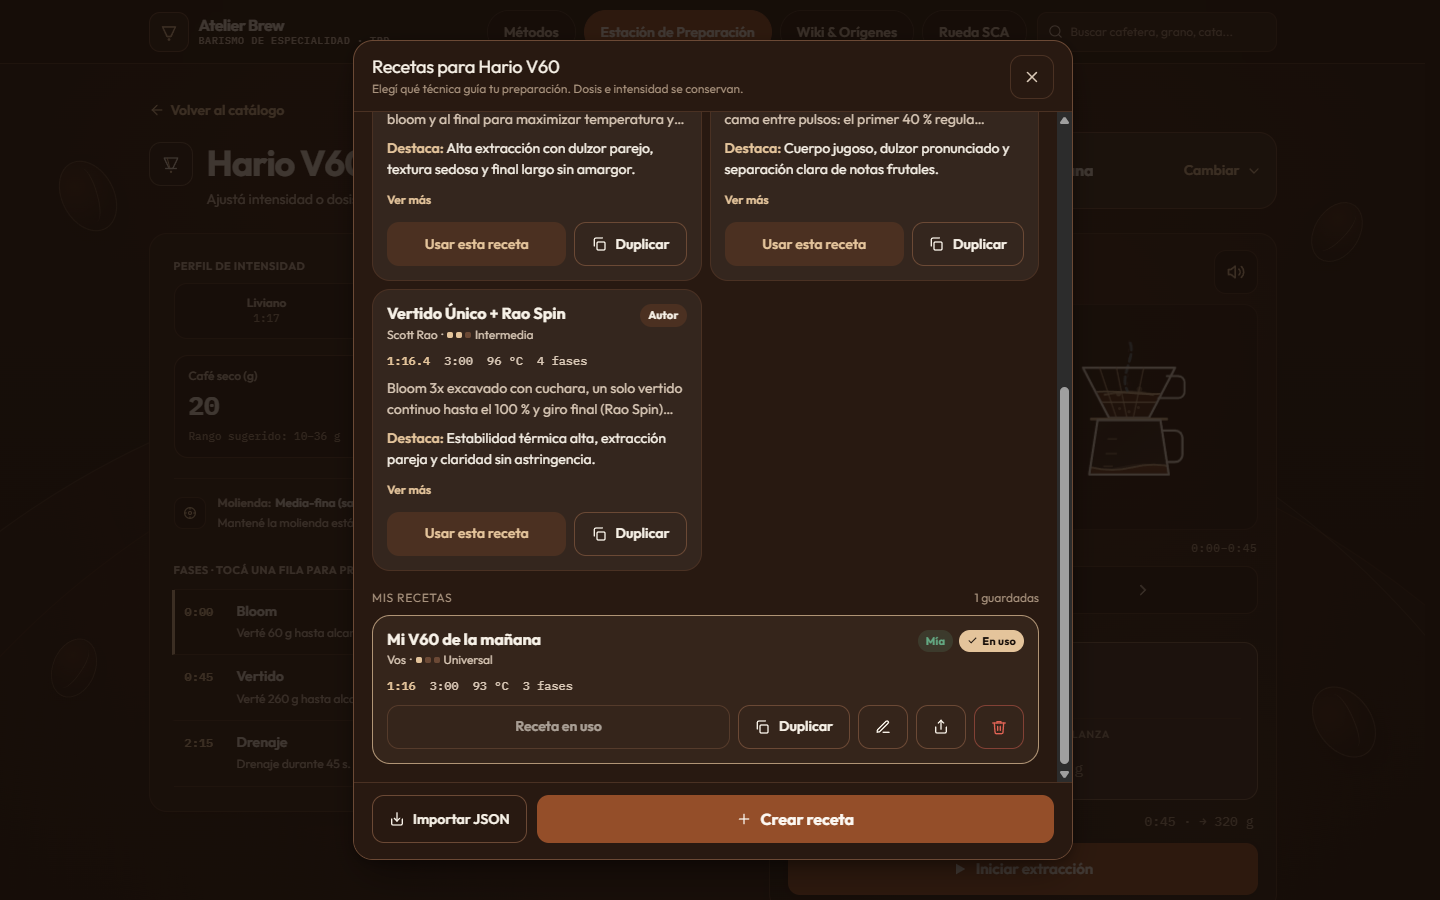 Atelier Brew
BARISMO DE ESPECIALIDAD
Métodos
Estación de Preparación
Wiki & Orígenes
Rueda SCA
Buscar cafetera, grano, cata...
Volver al catálogo
Hario V60
Ajustá intensidad o dosis
Cambiar
PERFIL DE INTENSIDAD
Liviano
1:17
Café seco (g)
20
Rango sugerido: 10–36 g
Molienda: Media-fina
Mantené la molienda
FASES · TOCÁ UNA FILA PARA
0:00 Bloom
Verté 60 g hasta
0:45 Vertido
Verté 260 g hasta
2:15 Drenaje
Drenaje durante 45 s.
Recetas para Hario V60
Elegí qué técnica guía tu preparación. Dosis e intensidad se conservan.
bloom y al final para maximizar temperatura y...
Destaca: Alta extracción con dulzor parejo,
textura sedosa y final largo sin amargor.
Ver más
Usar esta receta
Duplicar
cama entre pulsos: el primer 40 % regula...
Destaca: Cuerpo jugoso, dulzor pronunciado y
separación clara de notas frutales.
Ver más
Usar esta receta
Duplicar
Vertido Único + Rao Spin
Autor
Scott Rao · Intermedia
1:16.4 3:00 96 °C 4 fases
Bloom 3x excavado con cuchara, un solo vertido
continuo hasta el 100 % y giro final (Rao Spin)...
Destaca: Estabilidad térmica alta, extracción
pareja y claridad sin astringencia.
Ver más
Usar esta receta
Duplicar
MIS RECETAS
1 guardadas
Mi V60 de la mañana
Mía
En uso
Vos · Universal
1:16 3:00 93 °C 3 fases
Receta en uso
Duplicar
Importar JSON
Crear receta
0:00–0:45
0:45 · → 320 g
Iniciar extracción